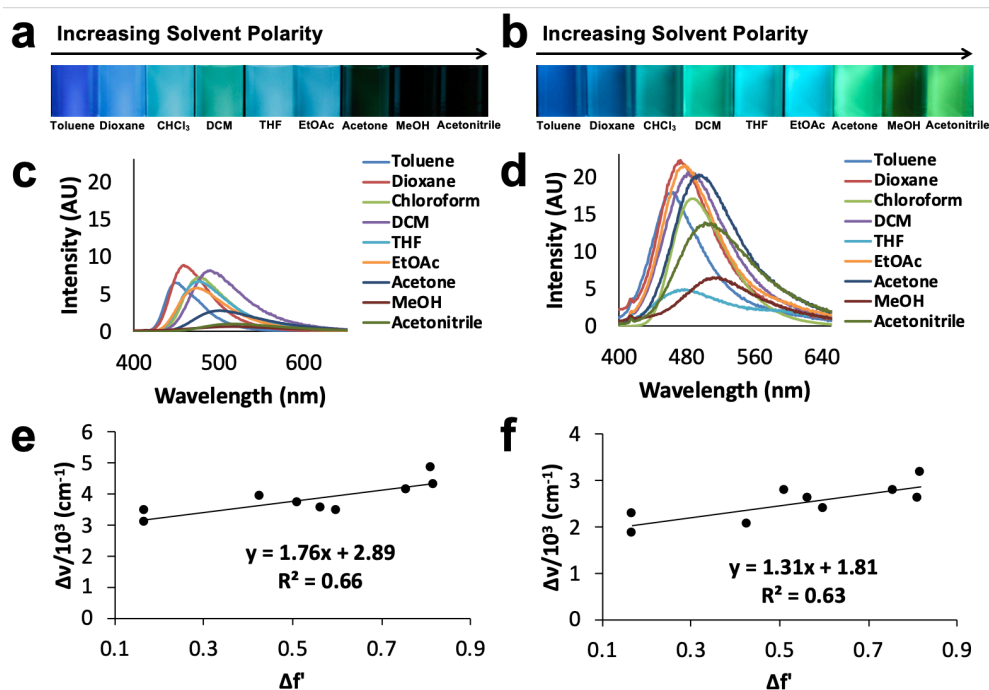 a
Increasing Solvent Polarity
Toluene Dioxane CHCl₃ DCM THF EtOAc Acetone MeOH Acetonitrile
b
Increasing Solvent Polarity
Toluene Dioxane CHCl₃ DCM THF EtOAc Acetone MeOH Acetonitrile
c
Intensity (AU)
20
15
10
5
0
400 500 600
Wavelength (nm)
Toluene
Dioxane
Chloroform
DCM
THF
EtOAc
Acetone
MeOH
Acetonitrile
d
Intensity (AU)
20
15
10
5
0
400 480 560 640
Wavelength (nm)
Toluene
Dioxane
Chloroform
DCM
THF
EtOAc
Acetone
MeOH
Acetonitrile
e
Δν/10³ (cm⁻¹)
6
5
4
3
2
1
0
y = 1.76x + 2.89
R² = 0.66
0.1 0.3 0.5 0.7 0.9
Δf'
f
Δν/10³ (cm⁻¹)
4
3
2
1
0
y = 1.31x + 1.81
R² = 0.63
0.1 0.3 0.5 0.7 0.9
Δf'